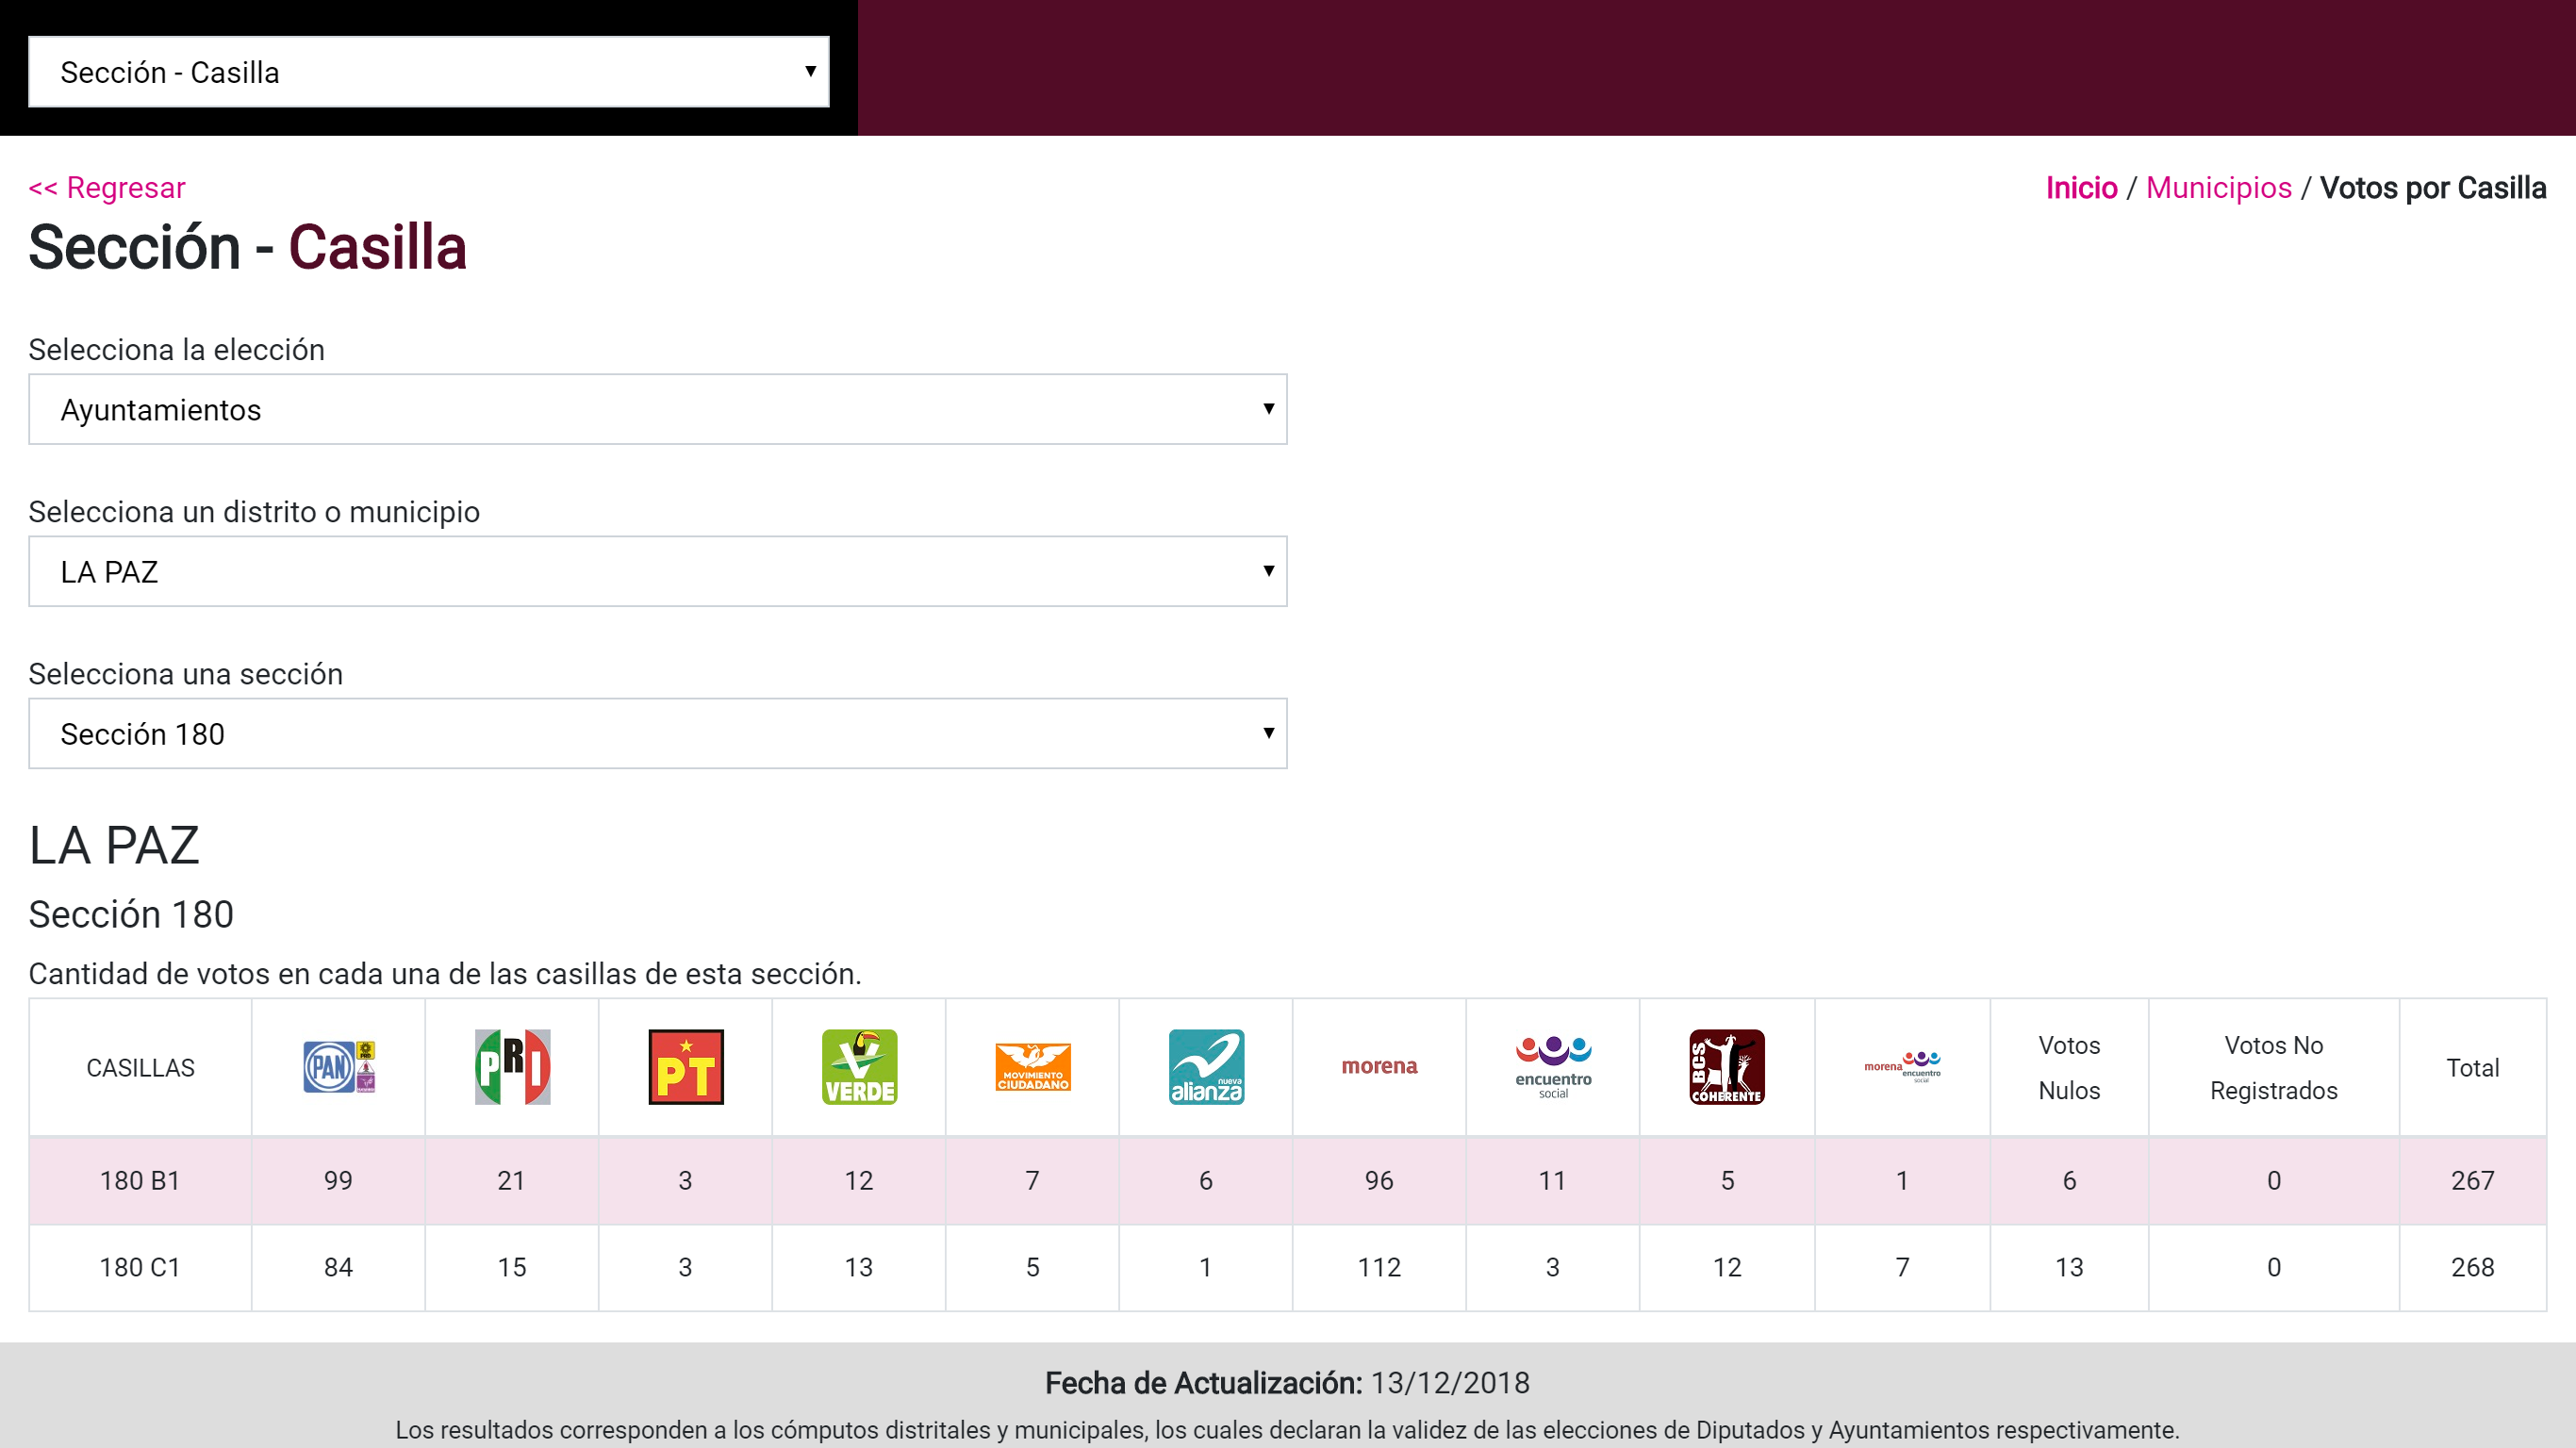 Sección - Casilla
<< Regresar
Inicio / Municipios / Votos por Casilla
Sección - Casilla
Selecciona la elección
Ayuntamientos
Selecciona un distrito o municipio
LA PAZ
Selecciona una sección
Sección 180
LA PAZ
Sección 180
Cantidad de votos en cada una de las casillas de esta sección.
CASILLAS PAN PRD PRI PT VERDE MOVIMIENTO CIUDADANO nueva alianza morena encuentro social BCS COHERENTE morena encuentro social Votos Nulos Votos No Registrados Total
180 B1 99 21 3 12 7 6 96 11 5 1 6 0 267
180 C1 84 15 3 13 5 1 112 3 12 7 13 0 268
Fecha de Actualización: 13/12/2018
Los resultados corresponden a los cómputos distritales y municipales, los cuales declaran la validez de las elecciones de Diputados y Ayuntamientos respectivamente.